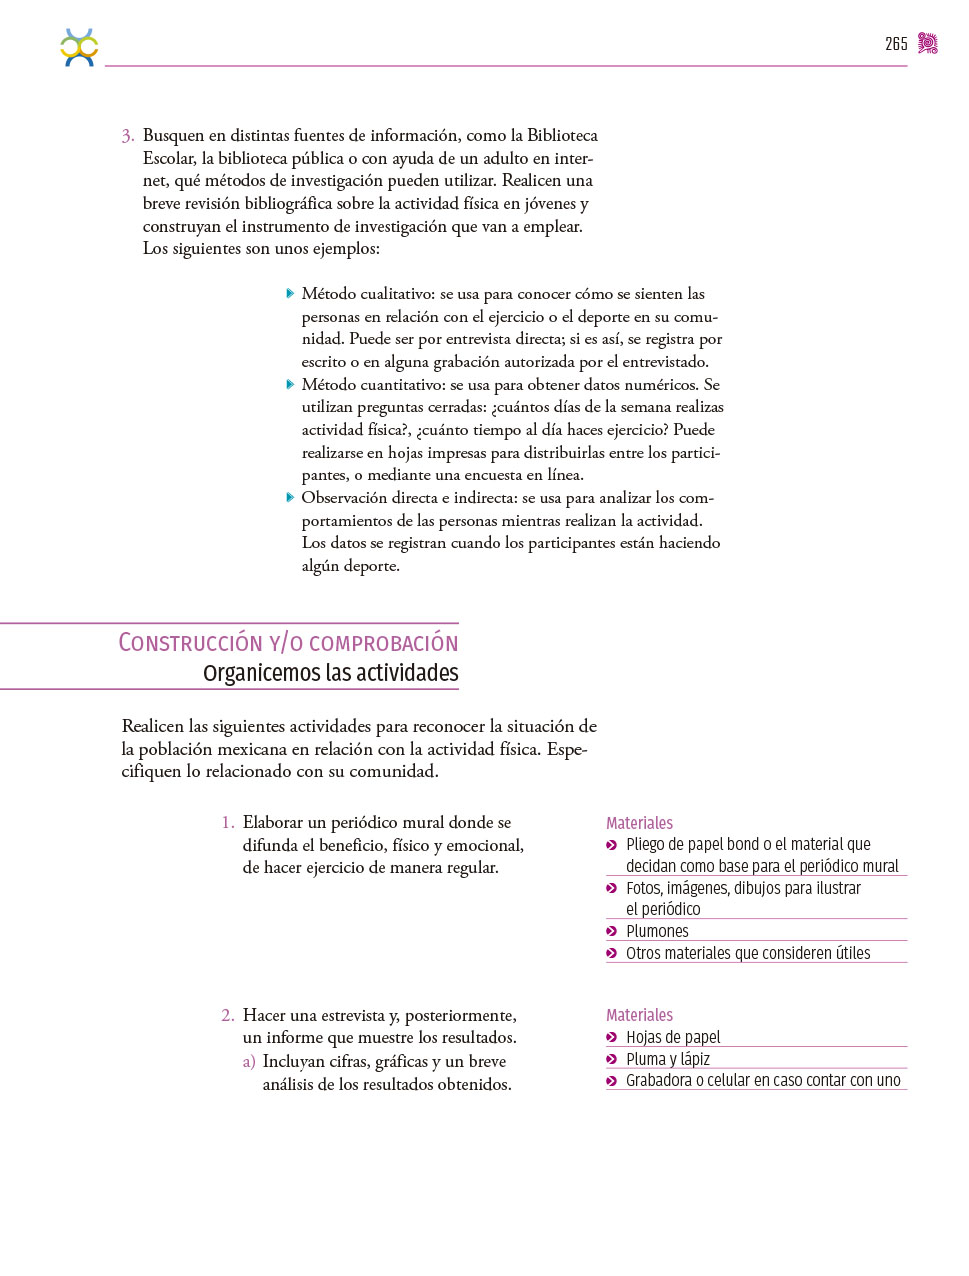 265
3. Busquen en distintas fuentes de información, como la Biblioteca
Escolar, la biblioteca pública o con ayuda de un adulto en inter-
net, qué métodos de investigación pueden utilizar. Realicen una
breve revisión bibliográfica sobre la actividad física en jóvenes y
construyan el instrumento de investigación que van a emplear.
Los siguientes son unos ejemplos:
Método cualitativo: se usa para conocer cómo se sienten las
personas en relación con el ejercicio o el deporte en su comu-
nidad. Puede ser por entrevista directa; si es así, se registra por
escrito o en alguna grabación autorizada por el entrevistado.
Método cuantitativo: se usa para obtener datos numéricos. Se
utilizan preguntas cerradas: ¿cuántos días de la semana realizas
actividad física?, ¿cuánto tiempo al día haces ejercicio? Puede
realizarse en hojas impresas para distribuirlas entre los partici-
pantes, o mediante una encuesta en línea.
Observación directa e indirecta: se usa para analizar los com-
portamientos de las personas mientras realizan la actividad.
Los datos se registran cuando los participantes están haciendo
algún deporte.
Construcción y/o comprobación
Organicemos las actividades
Realicen las siguientes actividades para reconocer la situación de
la población mexicana en relación con la actividad física. Espe-
cifiquen lo relacionado con su comunidad.
1. Elaborar un periódico mural donde se
difunda el beneficio, físico y emocional,
de hacer ejercicio de manera regular.
Materiales
Pliego de papel bond o el material que
decidan como base para el periódico mural
Fotos, imágenes, dibujos para ilustrar
el periódico
Plumones
Otros materiales que consideren útiles
2. Hacer una estrevista y, posteriormente,
un informe que muestre los resultados.
a) Incluyan cifras, gráficas y un breve
análisis de los resultados obtenidos.
Materiales
Hojas de papel
Pluma y lápiz
Grabadora o celular en caso contar con uno